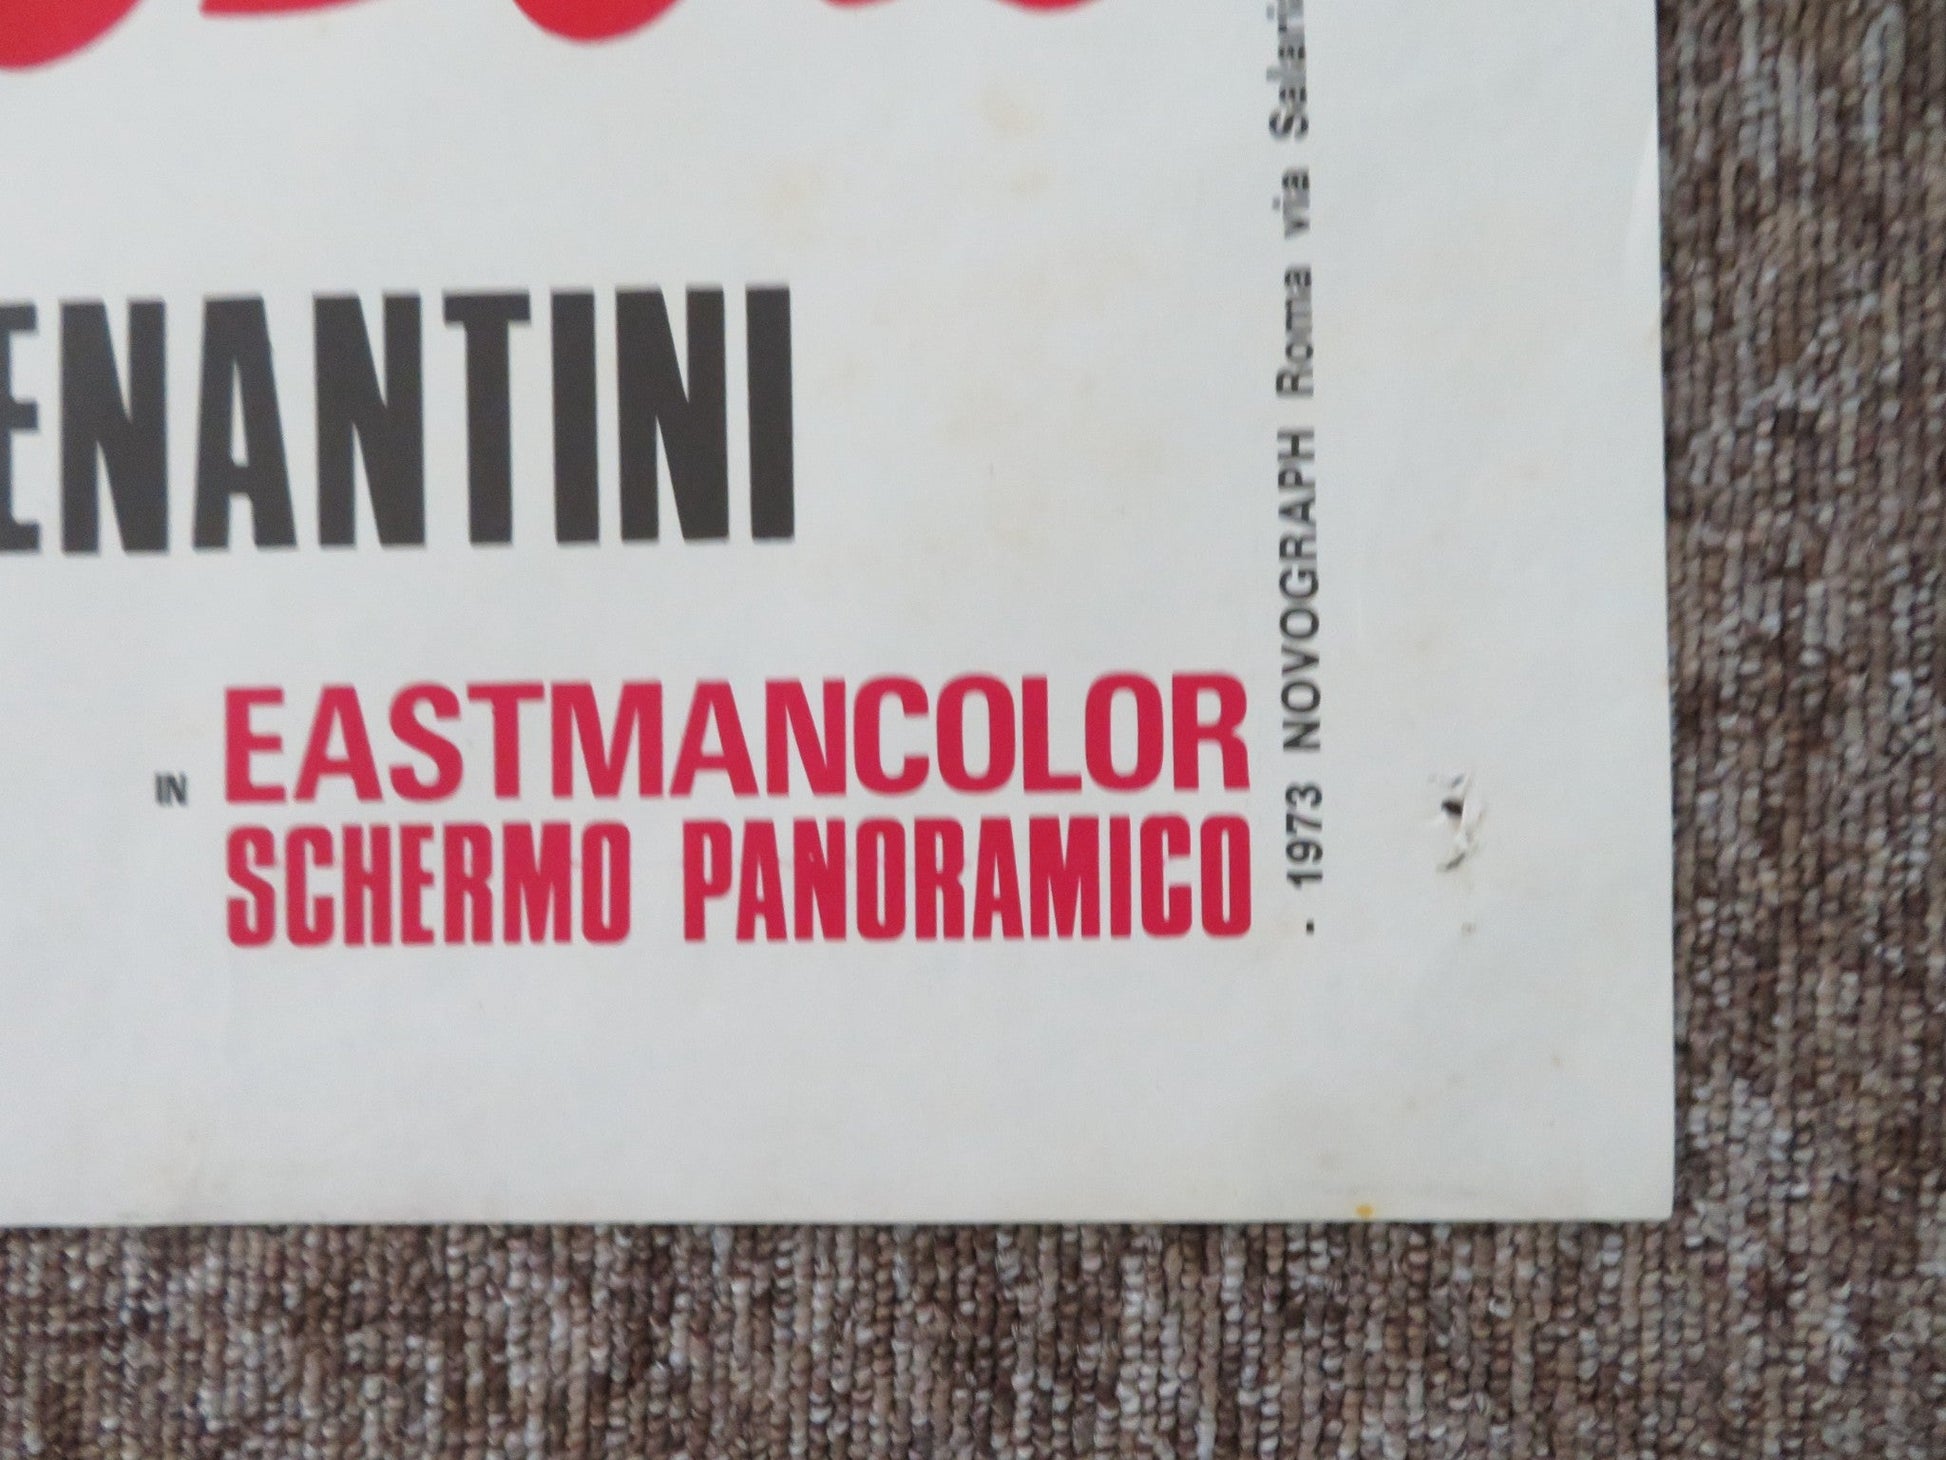 ENANTINI
IN EASTMANCOLOR
SCHERMO PANORAMICO
- 1973 NOVOGRAPH Roma via